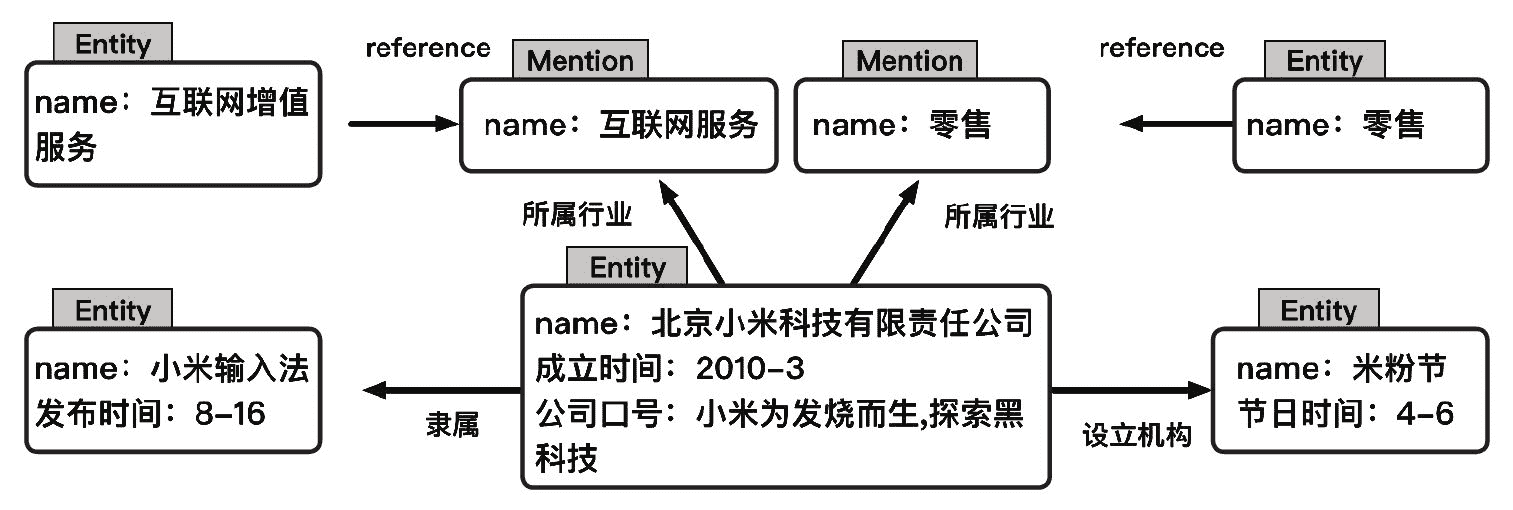 Entity
name：互联网增值
服务
reference
Mention
name：互联网服务
Mention
name：零售
reference
Entity
name：零售
所属行业
所属行业
Entity
name：小米输入法
发布时间：8-16
隶属
Entity
name：北京小米科技有限责任公司
成立时间：2010-3
公司口号：小米为发烧而生,探索黑
科技
设立机构
Entity
name：米粉节
节日时间：4-6